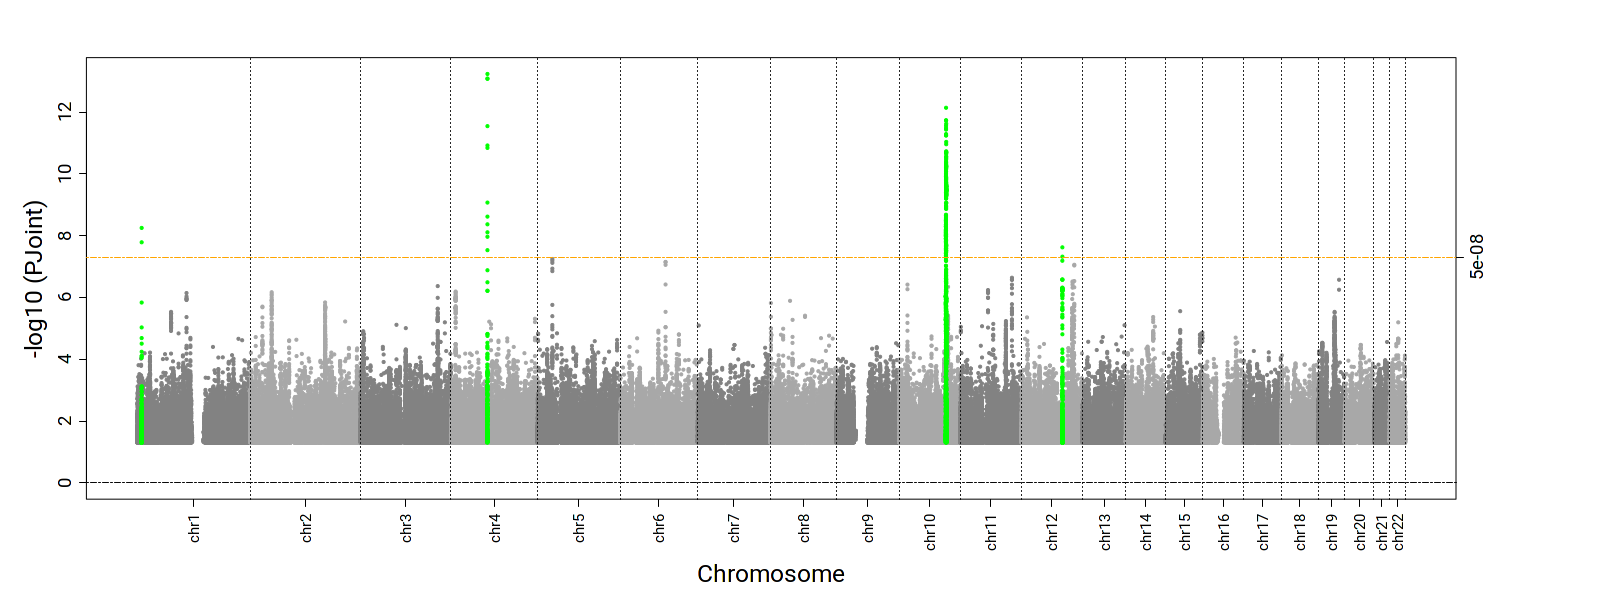 -log10 (PJoint)
12
10
8
6
4
2
0
5e-08
chr1 chr2 chr3 chr4 chr5 chr6 chr7 chr8 chr9 chr10 chr11 chr12 chr13 chr14 chr15 chr16 chr17 chr18 chr19 chr20 chr21 chr22
Chromosome